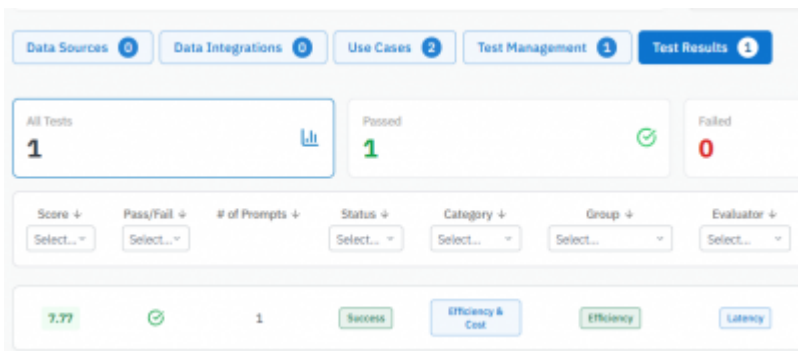 Data Sources 0 Data Integrations 0 Use Cases 2 Test Management 1 Test Results 1
All Tests Passed Failed
1 1 0
Score ↓ Pass/Fail ↓ # of Prompts ↓ Status ↓ Category ↓ Group ↓ Evaluator ↓
Select... Select... Select... Select... Select... Select...
7.77 1 Success Efficiency & Cost Efficiency Latency